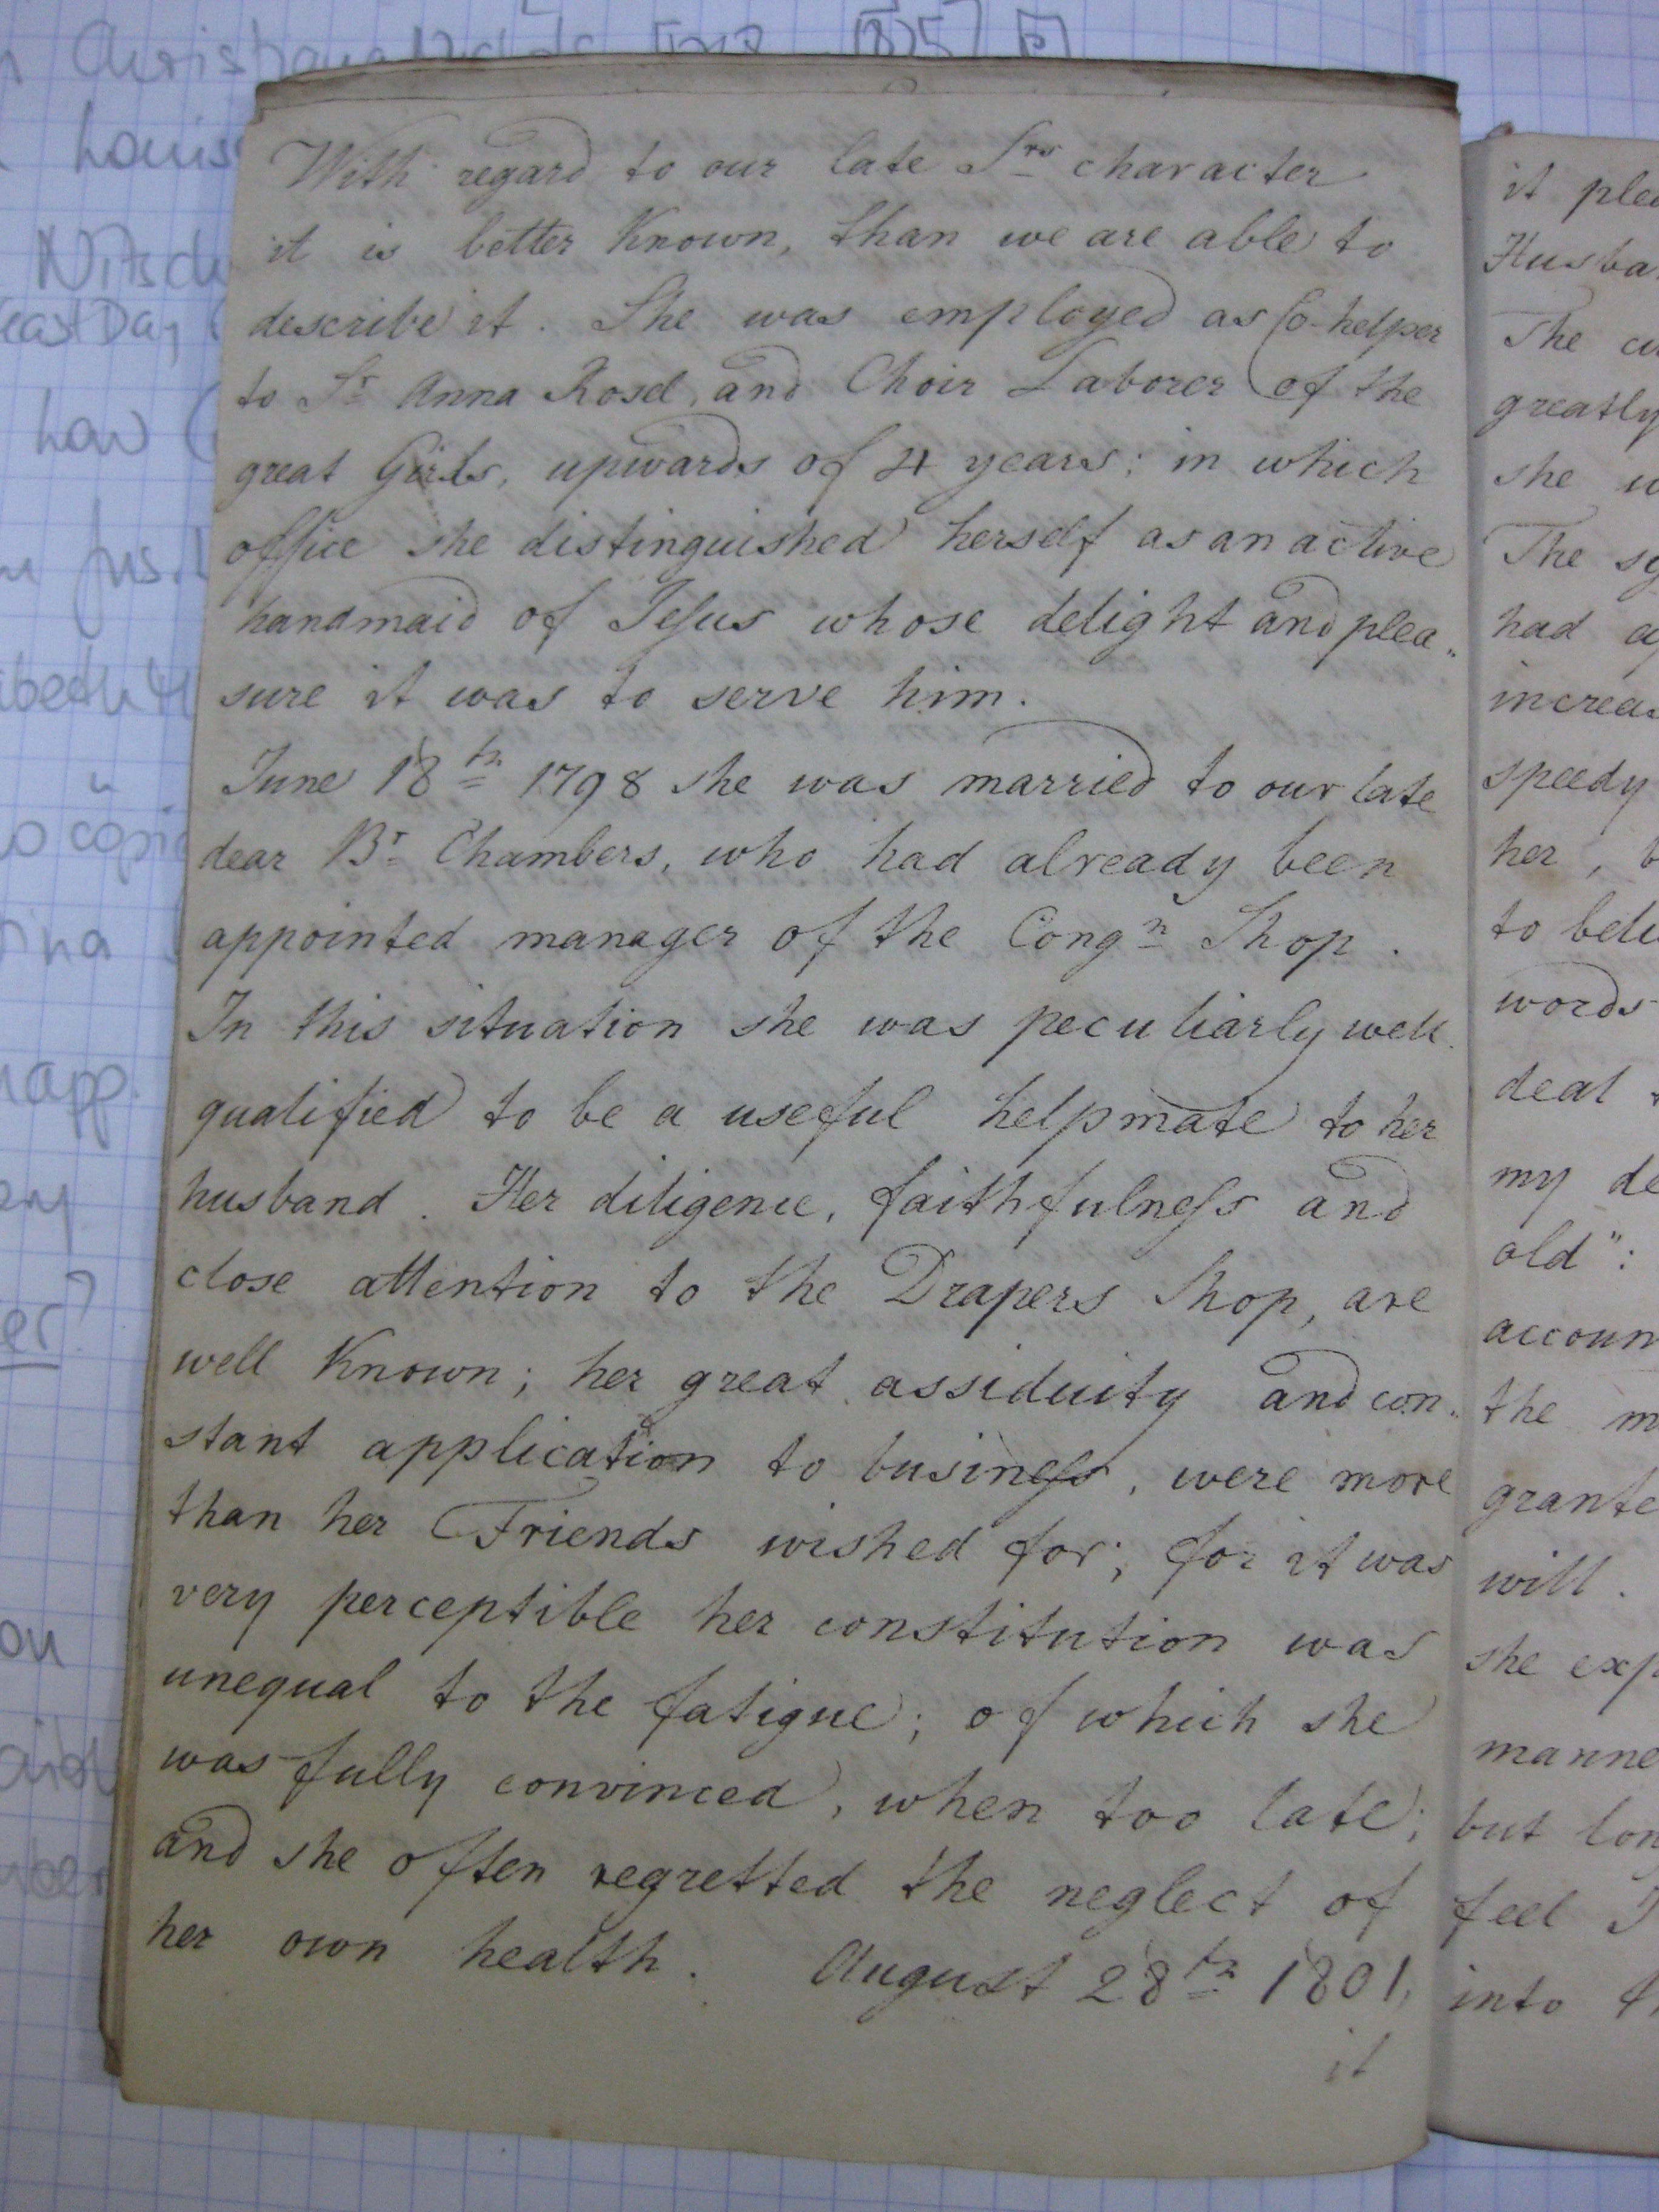 With regard to our late Srs character
it is better Known, than we are able to
describe it. She was employed as Co-helper
to Sr Anna Rosel, and Choir Laborer of the
great Girls, upwards of 4 years; in which
office she distinguished herself as an active
handmaid of Jesus whose delight and plea„
sure it was to serve him.
June 18th 1798 she was married to our late
dear Br Chambers, who had already been
appointed manager of the Congn Shop.
In this situation she was peculiarly well
qualified to be a useful helpmate to her
husband. Her diligence, faithfulness and
close attention to the Drapers Shop, are
well Known; her great assiduity and con„
stant application to business, were more
than her Friends wished for; for it was
very perceptible her constitution was
unequal to the fatigue; of which she
was fully convinced, when too late;
and she often regretted the neglect of
her own health. August 28th 1801,
it
it
Husba
The
greatly
she
The
had
increas
speedy
her,
to
words
deal
my de
old":
accoun
the
grante
will.
she exp
manne
but lon
feel
into
Nitsch
how